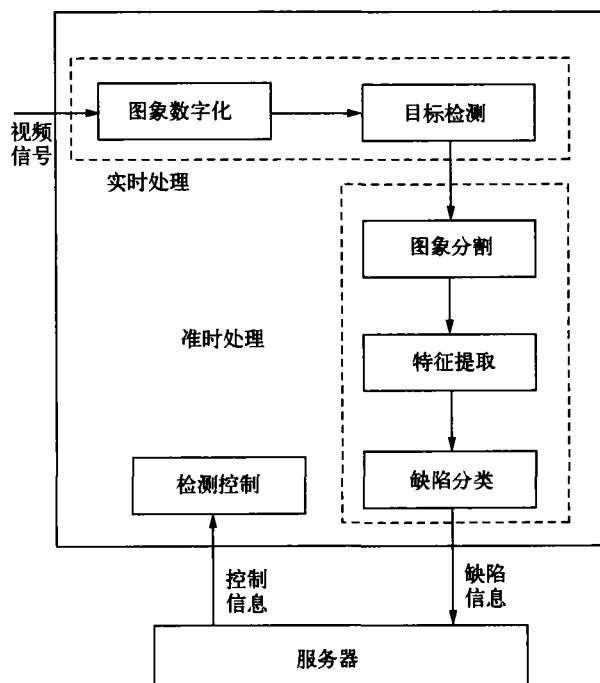 图象数字化
目标检测
视频
信号
实时处理
图象分割
准时处理
特征提取
检测控制
缺陷分类
控制
信息
缺陷
信息
服务器